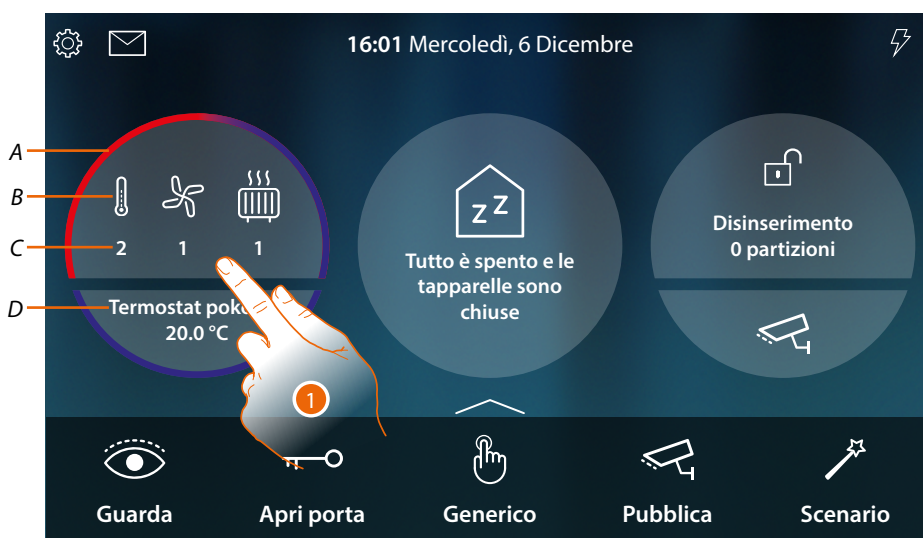 16:01 Mercoledì, 6 Dicembre
A
B
C
D
2 1 1
Termostat
20.0 °C
1
zZ
Tutto è spento e le
tapparelle sono
chiuse
Disinserimento
0 partizioni
Guarda Apri porta Generico Pubblica Scenario